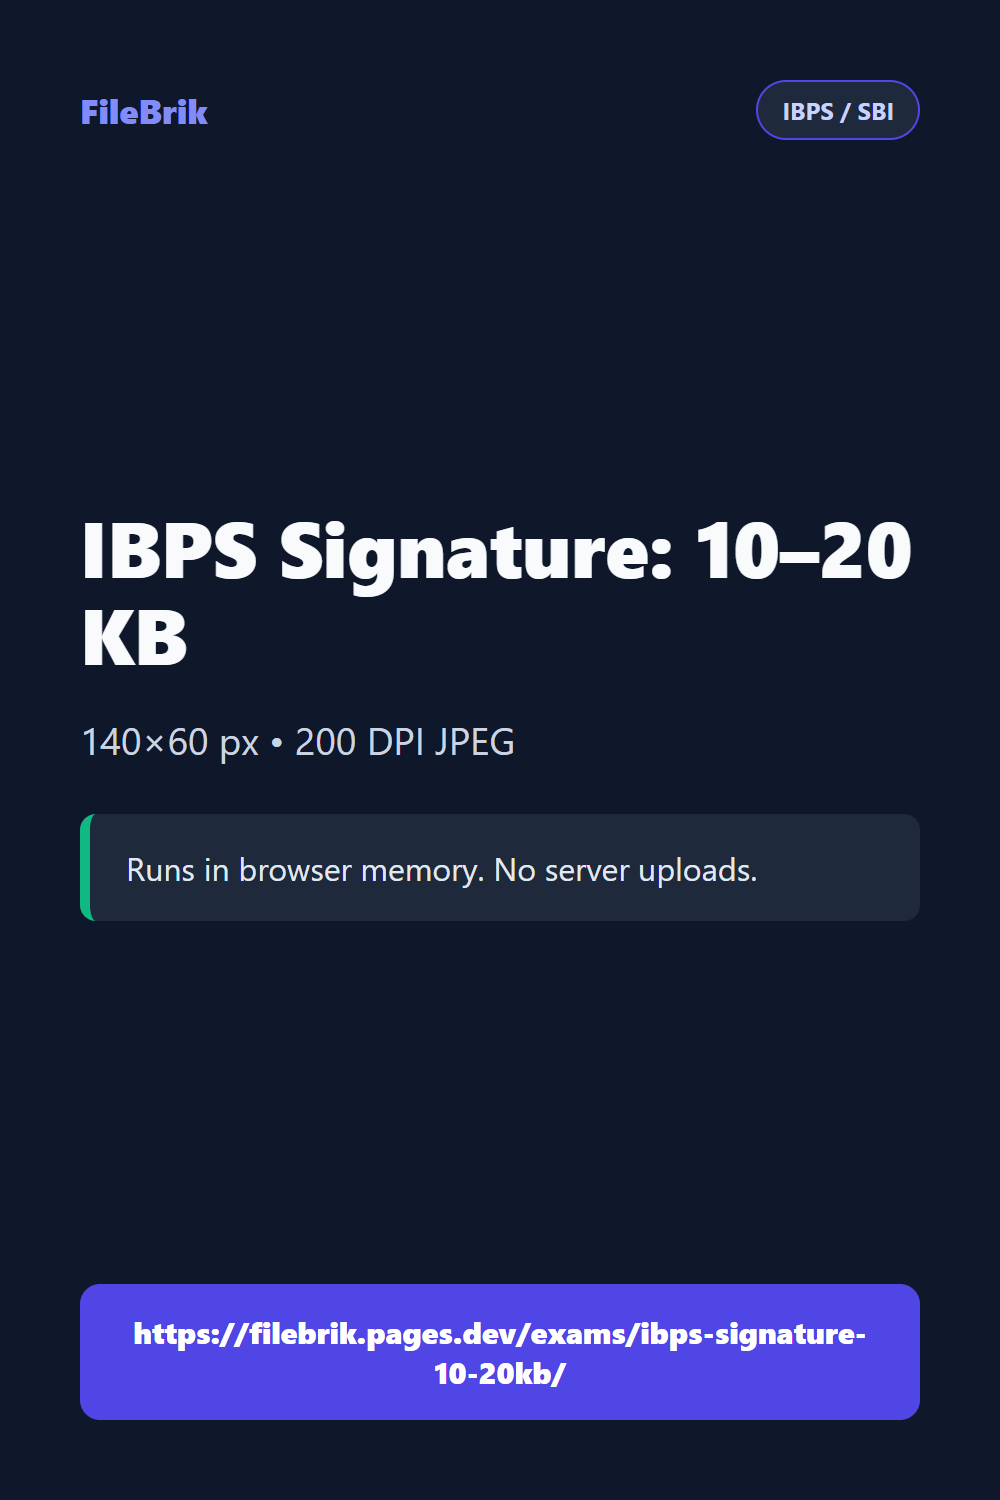 FileBrik
IBPS / SBI
IBPS Signature: 10–20
KB
140×60 px • 200 DPI JPEG
Runs in browser memory. No server uploads.
https://filebrik.pages.dev/exams/ibps-signature-
10-20kb/